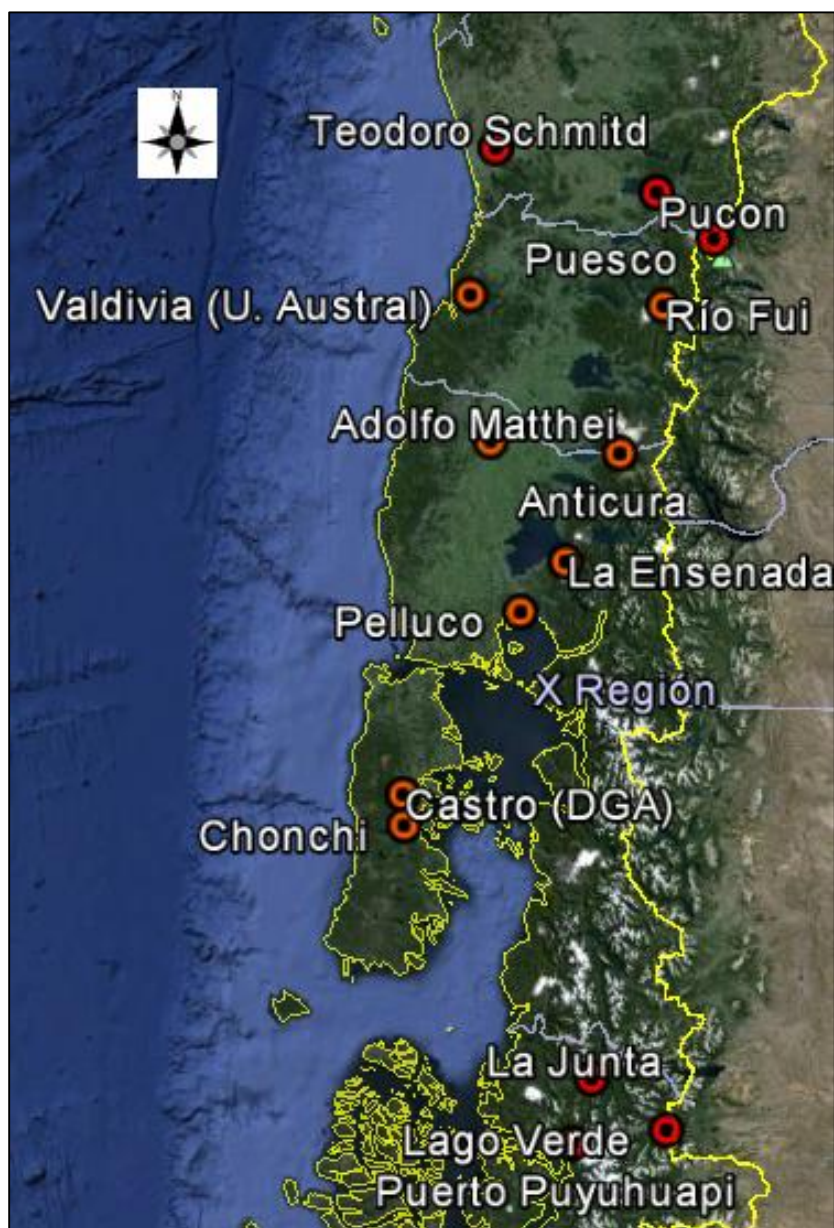 N
Teodoro Schmitd
Pucon
Puesco
Valdivia (U. Austral)
Río Fui
Adolfo Matthei
Anticura
La Ensenada
Pelluco
X Región
Castro (DGA)
Chonchi
La Junta
Lago Verde
Puerto Puyuhuapi